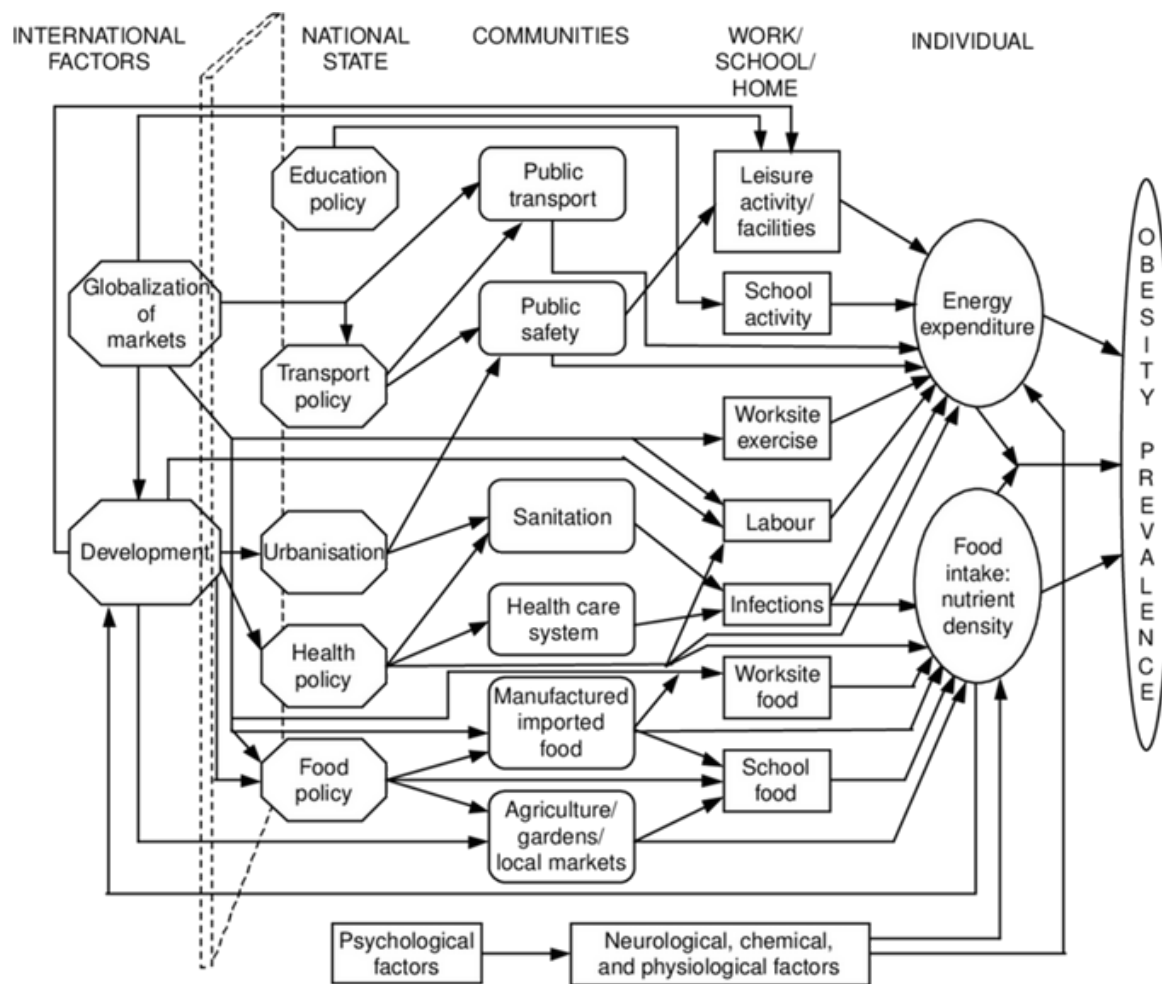 INTERNATIONAL
FACTORS
NATIONAL
STATE
COMMUNITIES
WORK/
SCHOOL/
HOME
INDIVIDUAL
Education
policy
Public
transport
Leisure
activity/
facilities
Globalization
of
markets
Transport
policy
Public
safety
School
activity
Energy
expenditure
Worksite
exercise
Development
Urbanisation
Sanitation
Labour
Health
policy
Health care
system
Infections
Food
intake:
nutrient
density
Manufactured
imported
food
Worksite
food
Food
policy
Agriculture/
gardens/
local markets
School
food
Psychological
factors
Neurological, chemical,
and physiological factors
OBESITY PREVALENCE